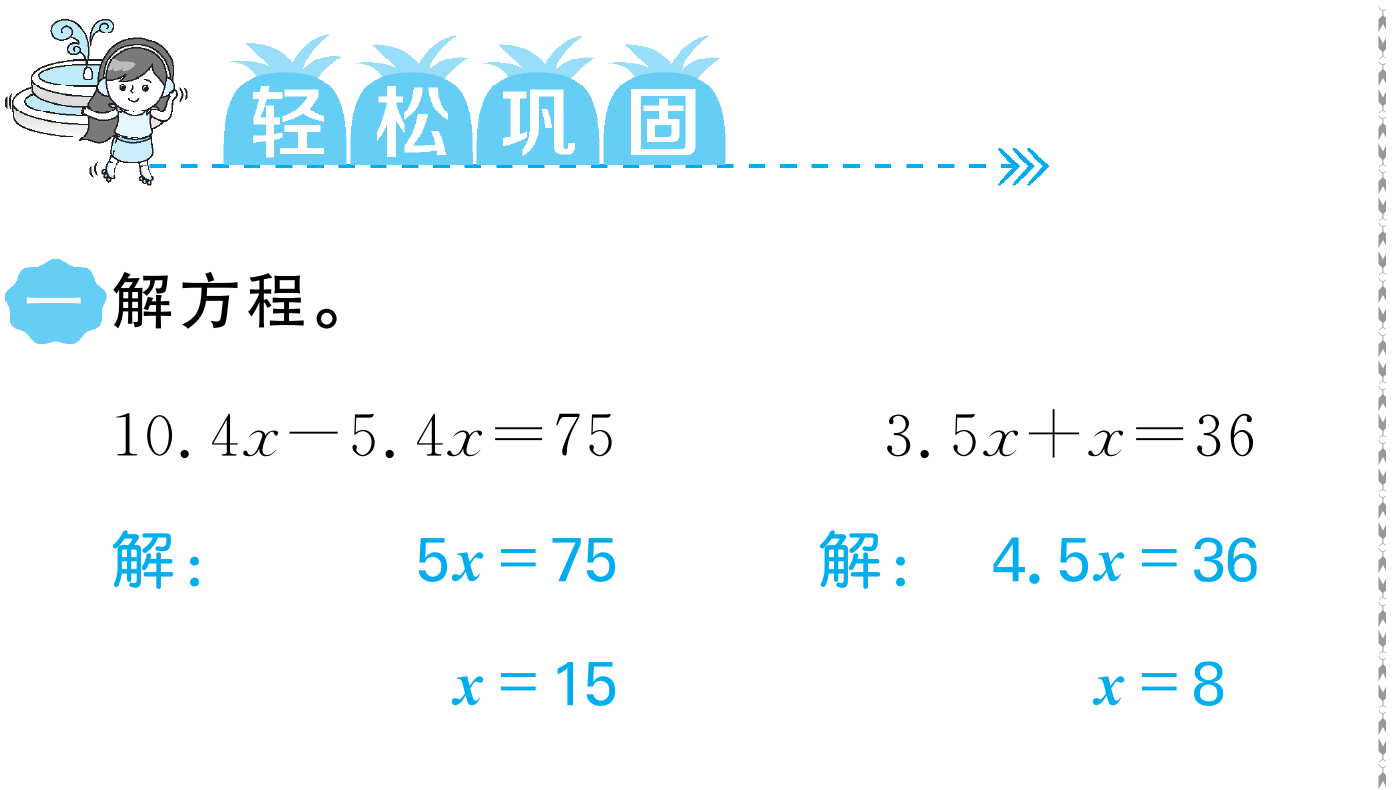 轻松巩固
一 解方程。
10.4x-5.4x=75 3.5x+x=36
解： 5x=75 解： 4.5x=36
x=15 x=8